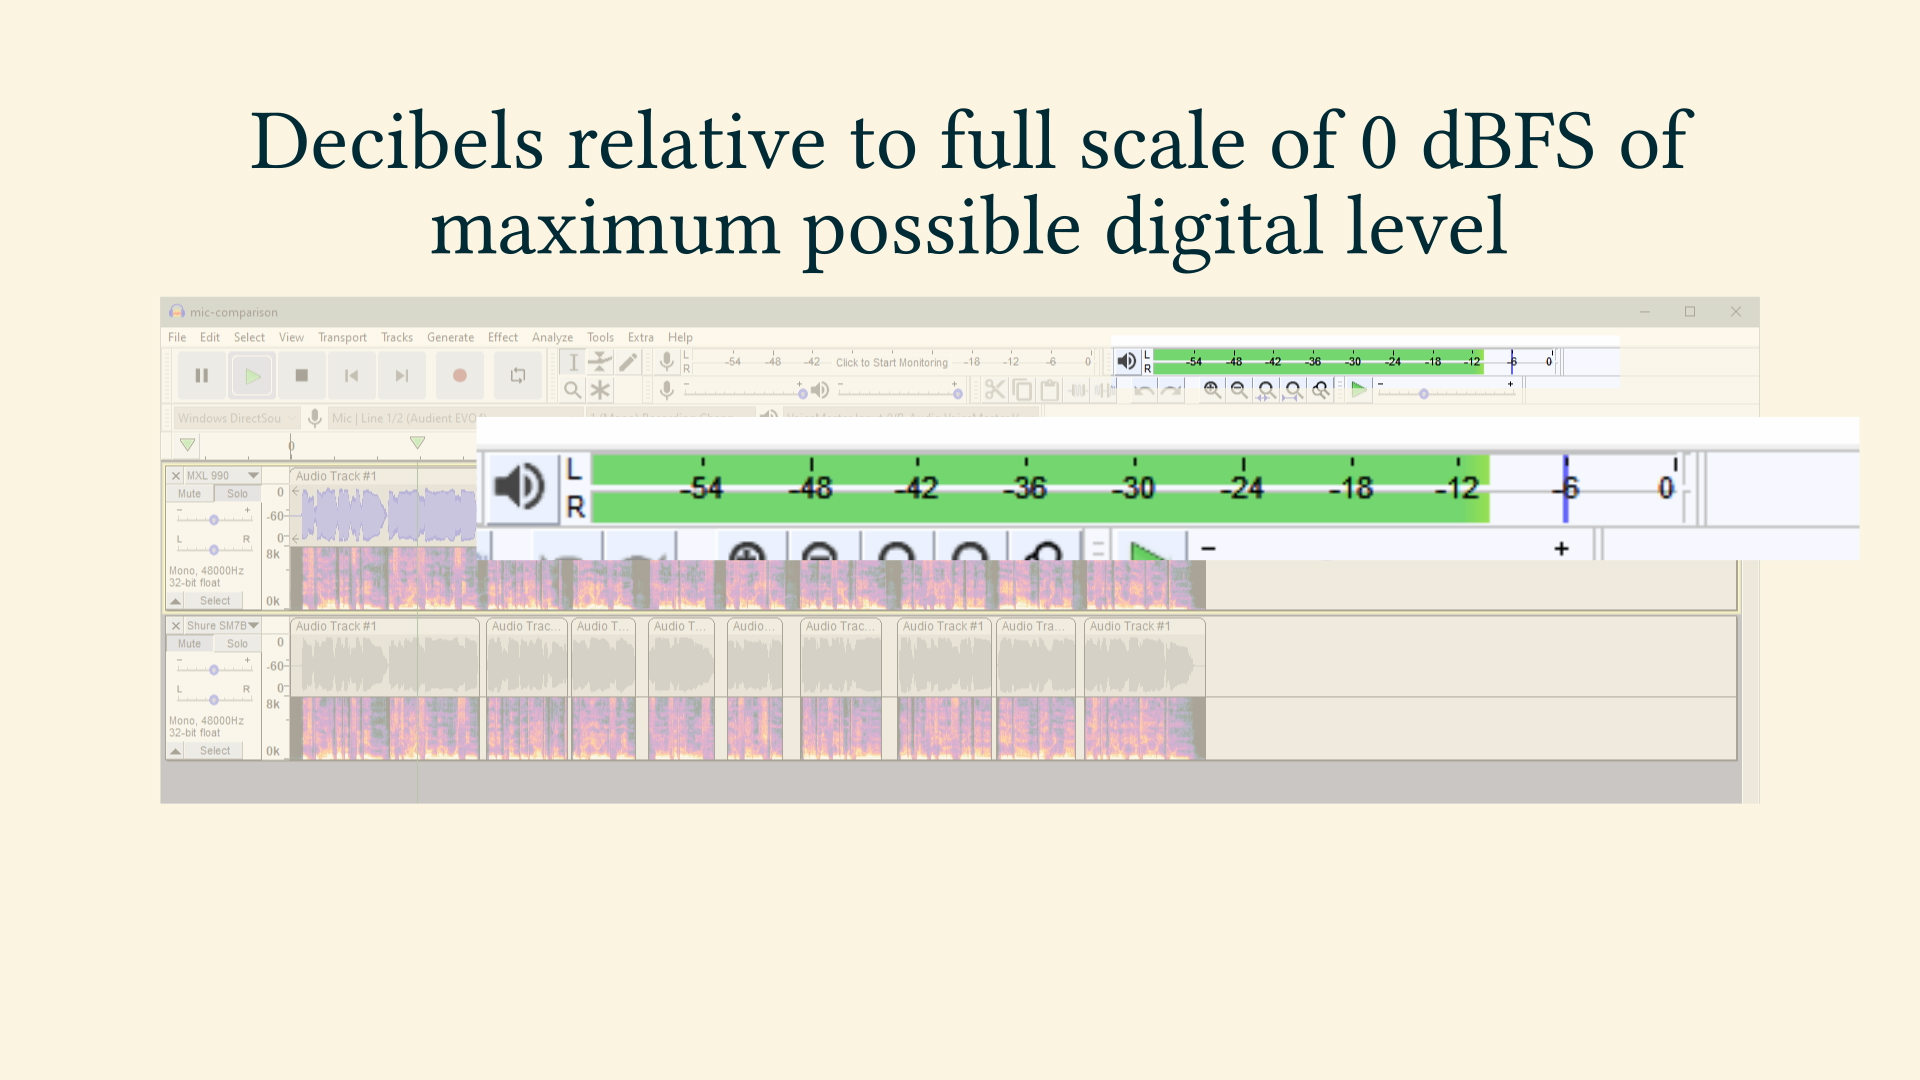 Decibels relative to full scale of 0 dBFS of
maximum possible digital level
mic-comparison
File Edit Select View Transport Tracks Generate Effect Analyze Tools Extra Help
L
R
-54 -48 -42 Click to Start Monitoring -18 -12 -6 0
L
R
-54 -48 -42 -36 -30 -24 -18 -12 -6 0
Windows DirectSou
Mic | Line 1/2 (Audient EVO4)
0
L
R
-54 -48 -42 -36 -30 -24 -18 -12 -6 0
- +
MXL 990
Audio Track #1
Mute Solo
- +
L R
Mono, 48000Hz
32-bit float
Select
0
-60
0
8k
0k
Shure SM7B
Audio Track #1 Audio Trac... Audio T... Audio T... Audio... Audio Trac... Audio Track #1 Audio Tra... Audio Track #1
Mute Solo
- +
L R
Mono, 48000Hz
32-bit float
Select
0
-60
0
8k
0k